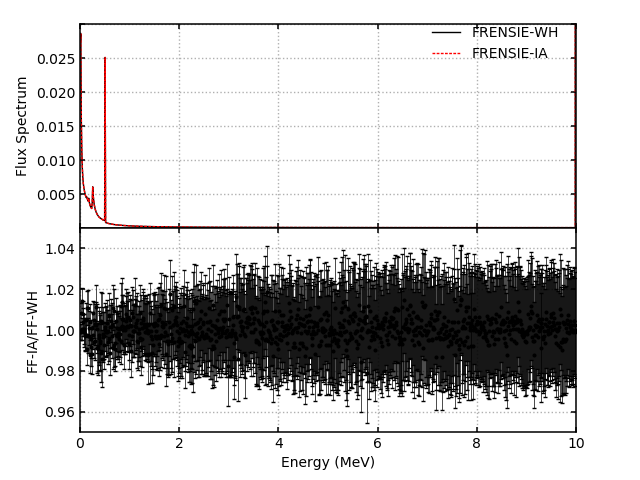 FRENSIE-WH
FRENSIE-IA
Flux Spectrum
0.025
0.020
0.015
0.010
0.005
FF-IA/FF-WH
1.04
1.02
1.00
0.98
0.96
0 2 4 6 8 10
Energy (MeV)